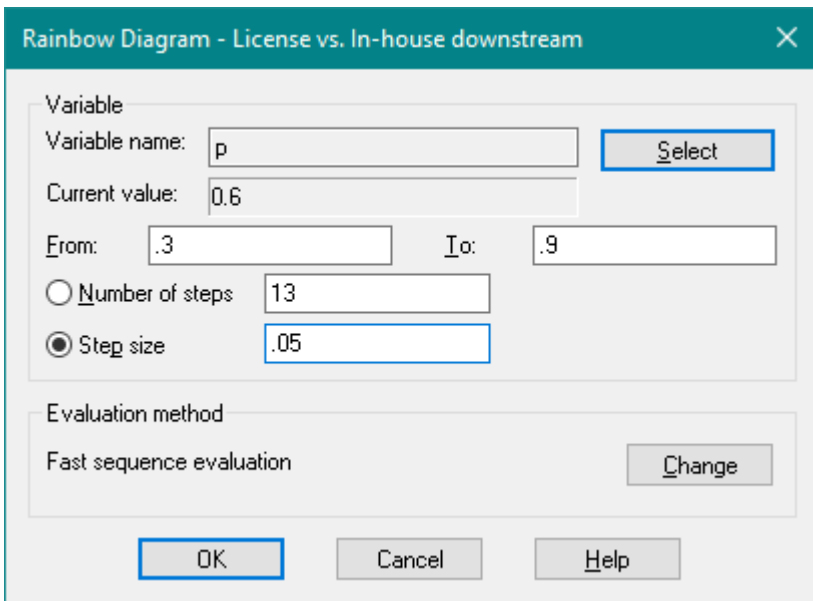 Rainbow Diagram - License vs. In-house downstream
Variable
Variable name: p Select
Current value: 0.6
From: .3 To: .9
Number of steps 13
Step size .05
Evaluation method
Fast sequence evaluation Change
OK Cancel Help